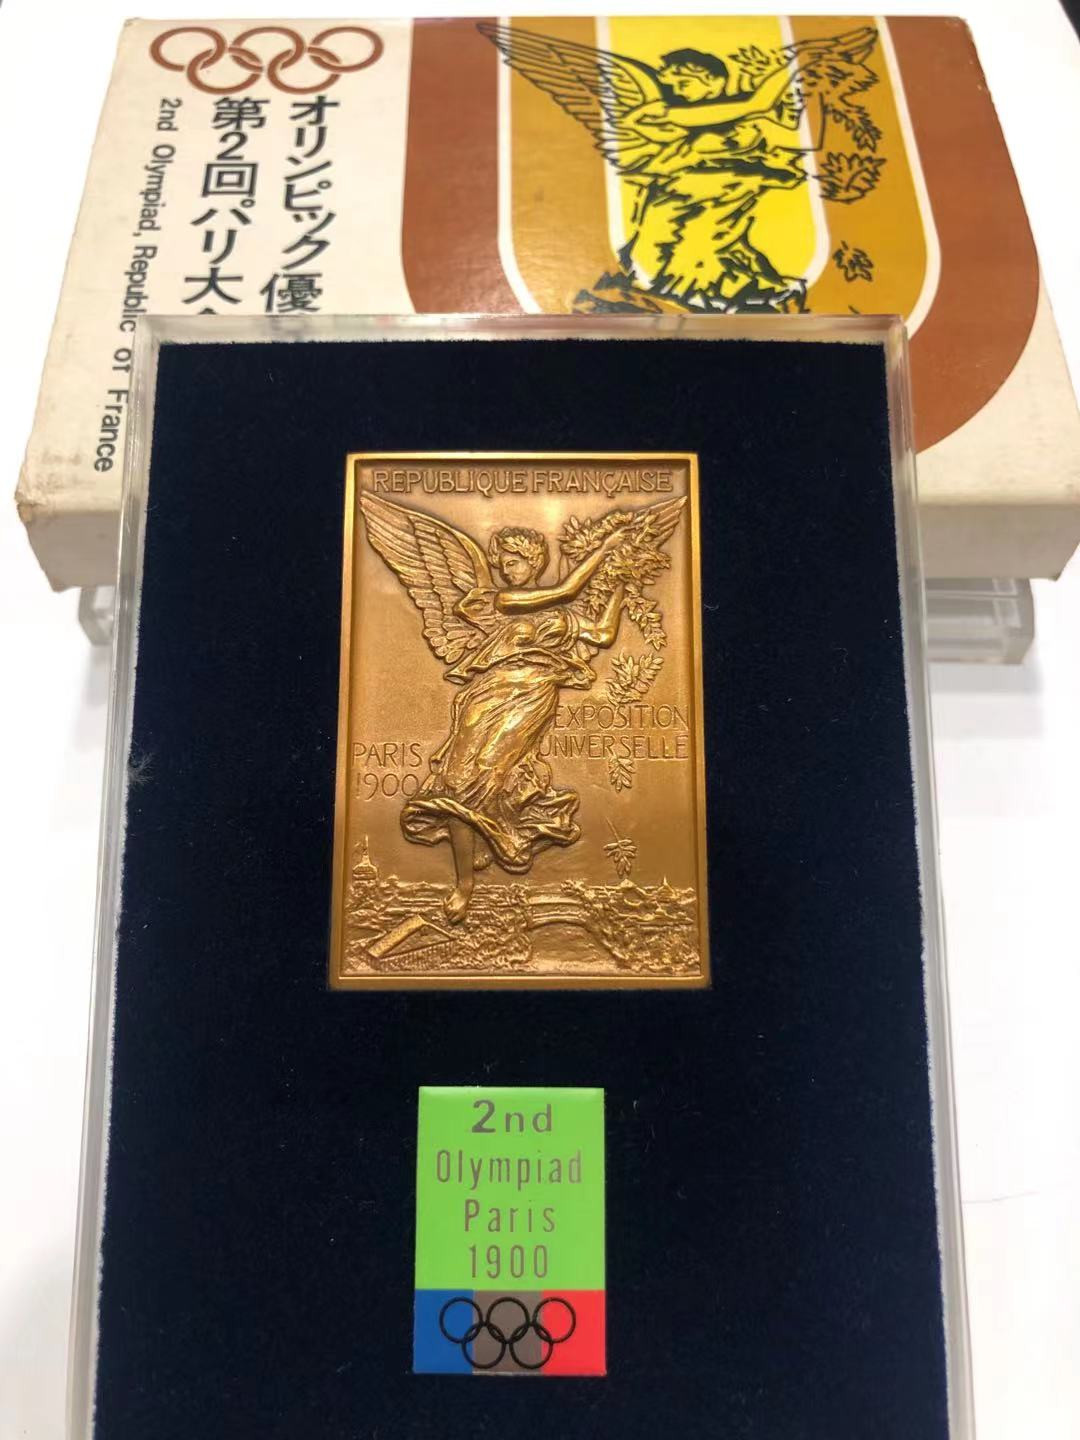 オリンピック優
第2回パリ大
2nd Olympiad, Republic of France
REPUBLIQUE FRANÇAISE
PARIS
1900
EXPOSITION
UNIVERSELLE
2nd
Olympiad
Paris
1900